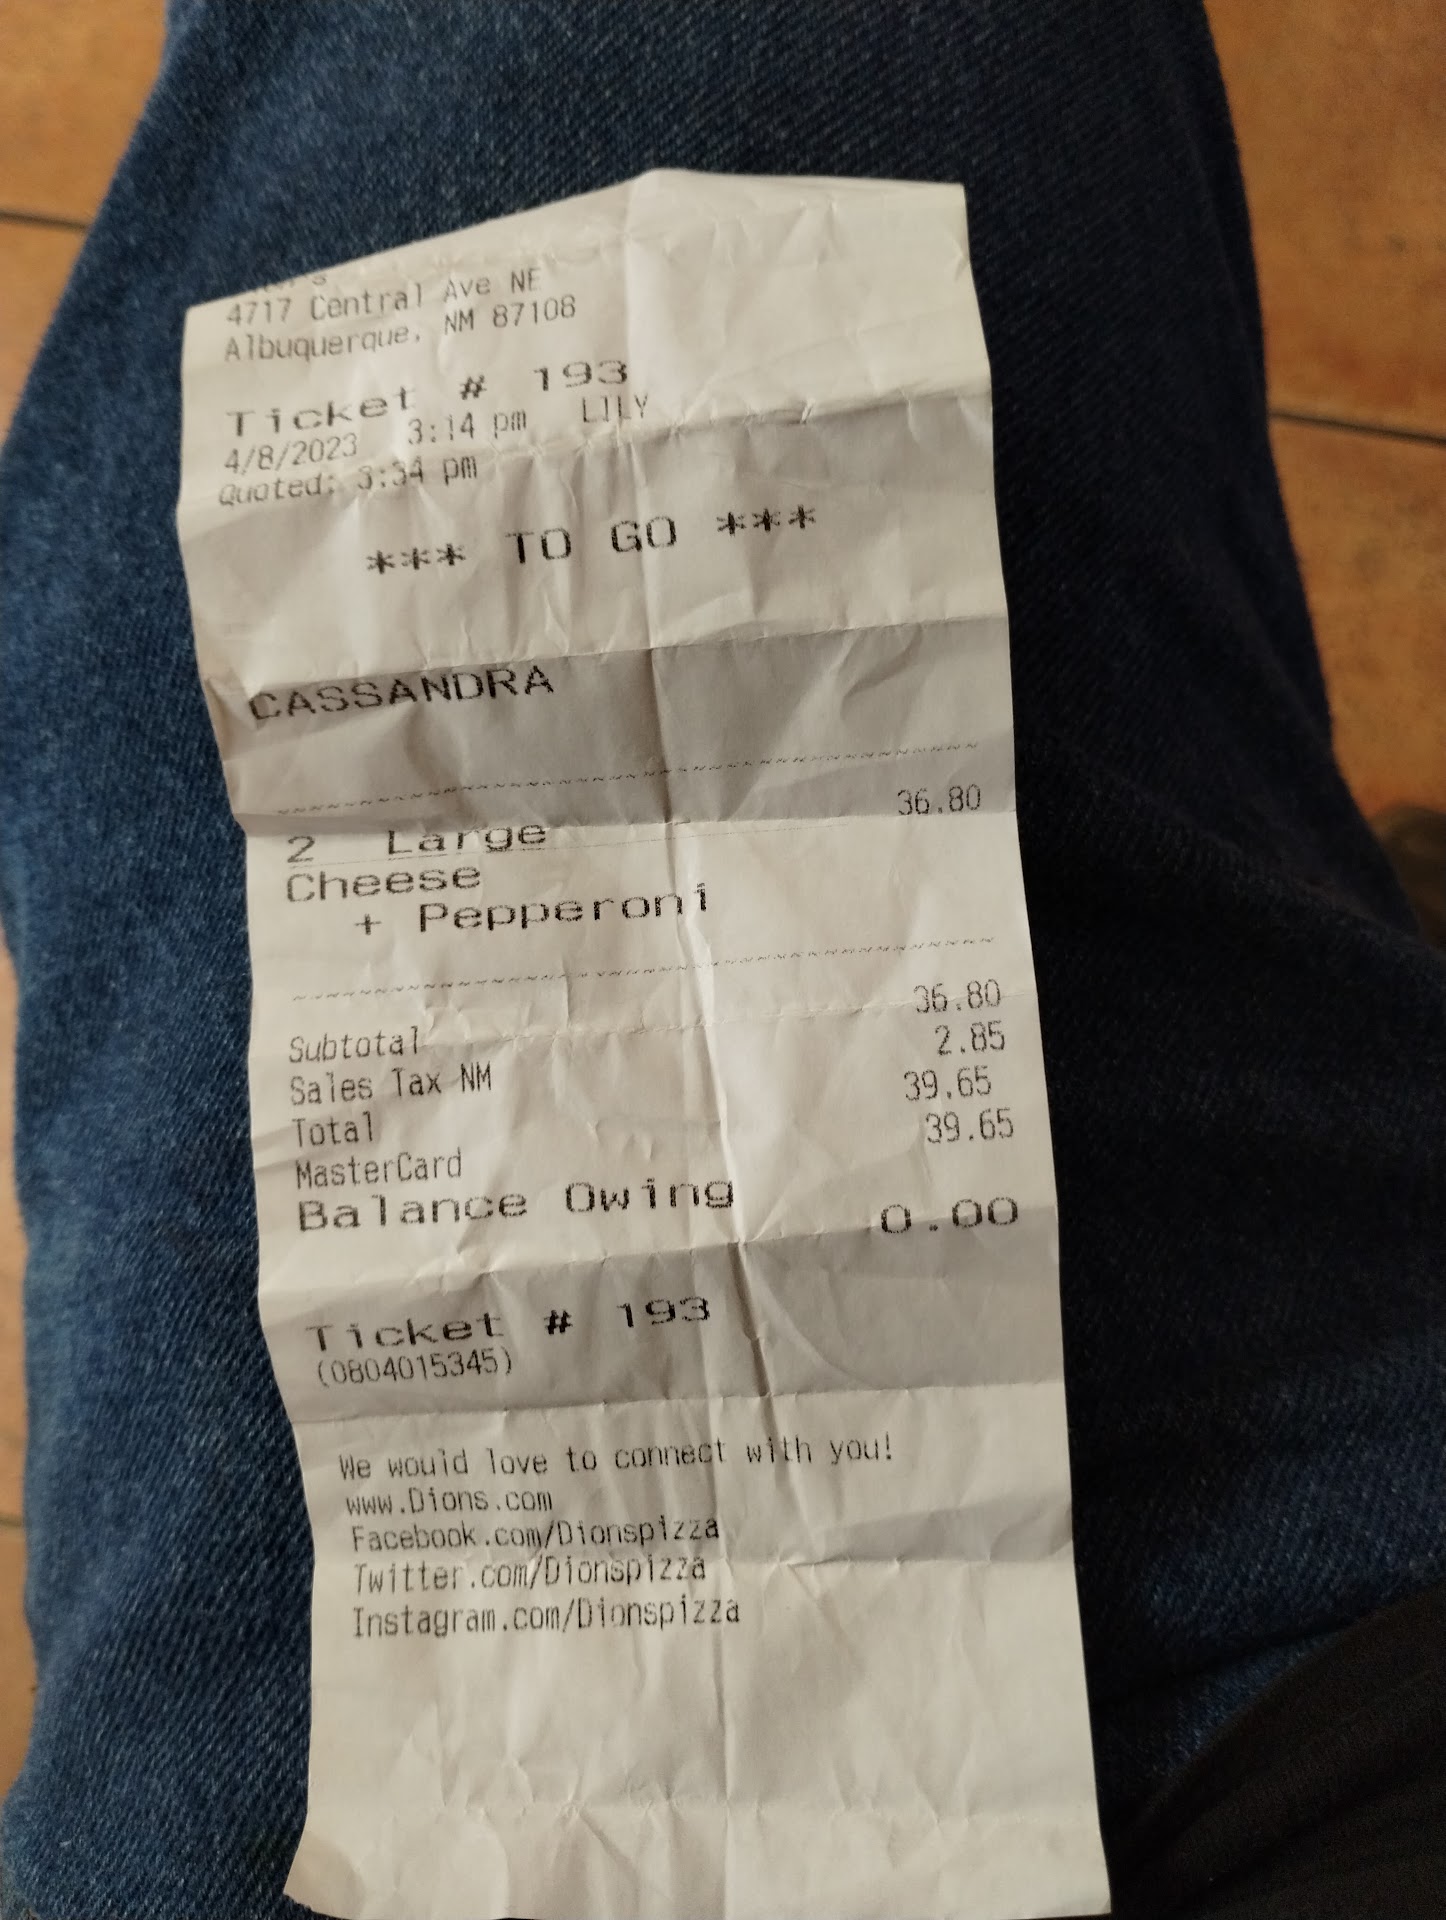 4717 Central Ave NE
Albuquerque, NM 87108
Ticket # 193
4/8/2023 3:14 pm LILY
Quoted: 3:34 pm
*** TO GO ***
CASSANDRA
2 Large 36.80
Cheese
+ Pepperoni
Subtotal 36.80
Sales Tax NM 2.85
Total 39.65
MasterCard 39.65
Balance Owing 0.00
Ticket # 193
(0804015345)
We would love to connect with you!
www.Dions.com
Facebook.com/Dionspizza
Twitter.com/Dionspizza
Instagram.com/Dionspizza